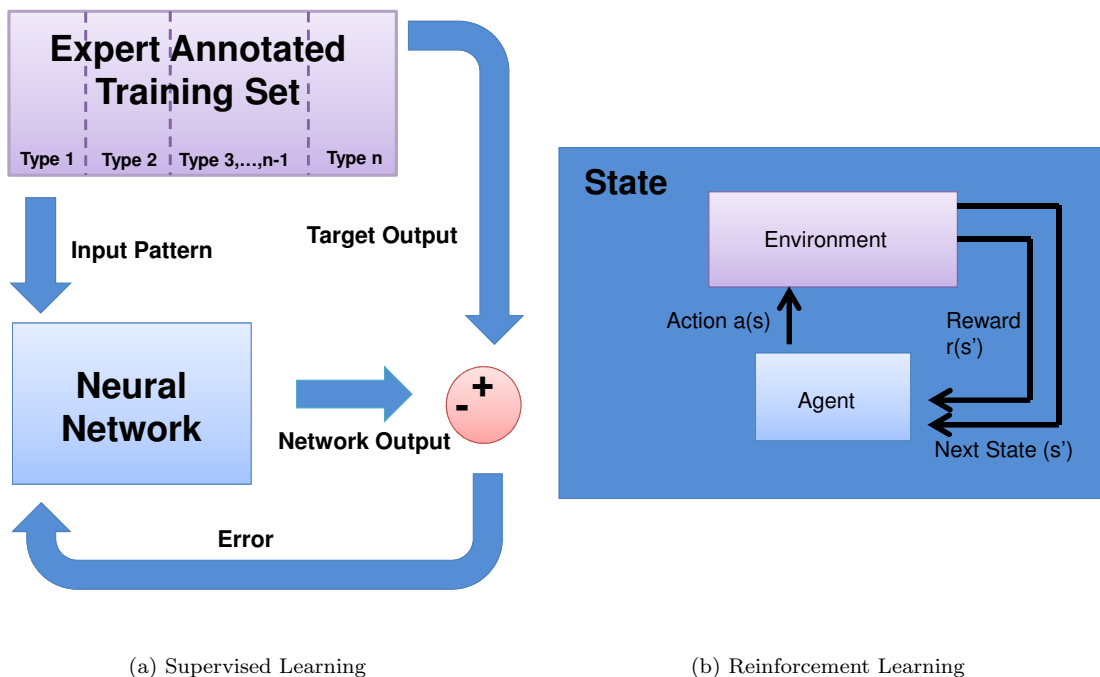 Expert Annotated
Training Set
Type 1
Type 2
Type 3,...,n-1
Type n
Input Pattern
Target Output
Neural
Network
Network Output
+
-
Error
(a) Supervised Learning
State
Environment
Action a(s)
Reward
r(s’)
Agent
Next State (s’)
(b) Reinforcement Learning